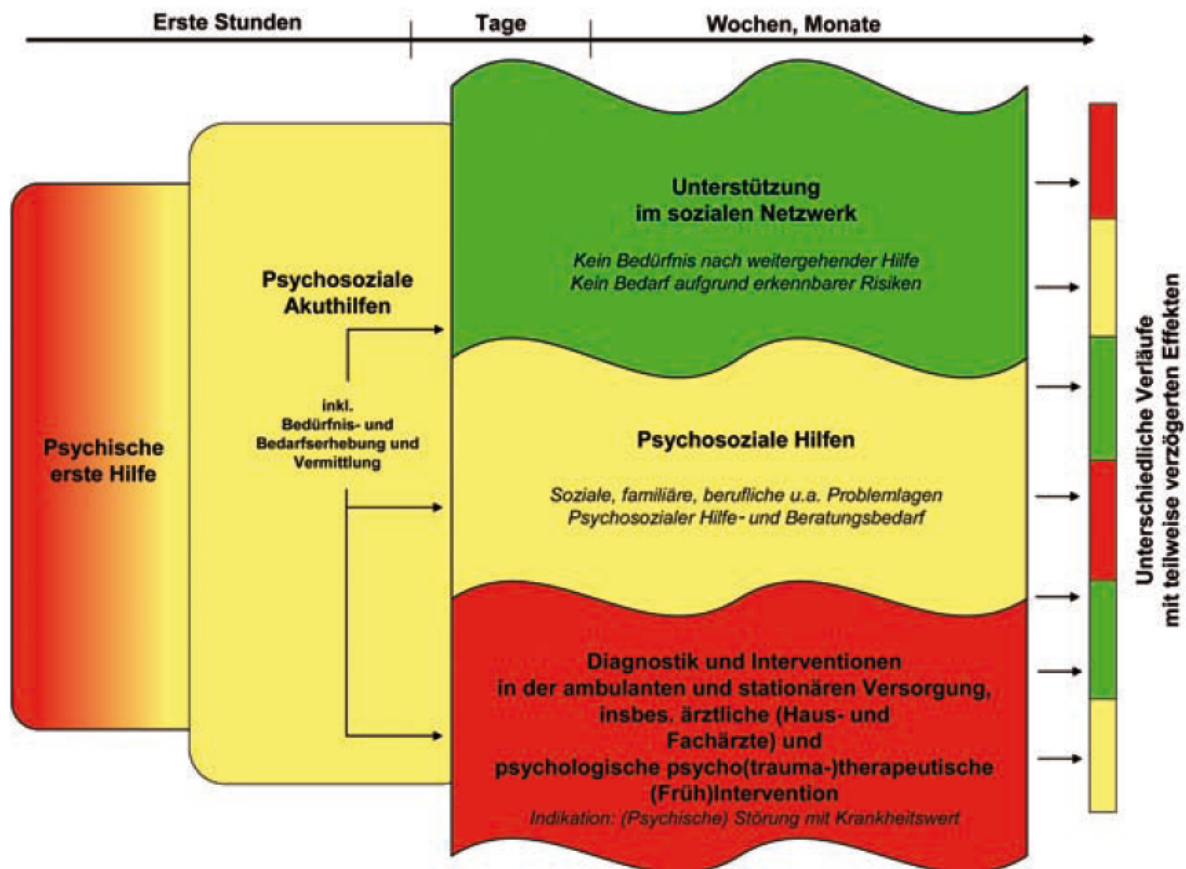 Erste Stunden
Tage
Wochen, Monate
Psychische
erste Hilfe
Psychosoziale
Akuthilfen
inkl.
Bedürfnis- und
Bedarfserhebung und
Vermittlung
Unterstützung
im sozialen Netzwerk
Kein Bedürfnis nach weitergehender Hilfe
Kein Bedarf aufgrund erkennbarer Risiken
Psychosoziale Hilfen
Soziale, familiäre, berufliche u.a. Problemlagen
Psychosozialer Hilfe- und Beratungsbedarf
Diagnostik und Interventionen
in der ambulanten und stationären Versorgung,
insbes. ärztliche (Haus- und
Fachärzte) und
psychologische psycho(trauma-)therapeutische
(Früh)Intervention
Indikation: (Psychische) Störung mit Krankheitswert
Unterschiedliche Verläufe
mit teilweise verzögerten Effekten